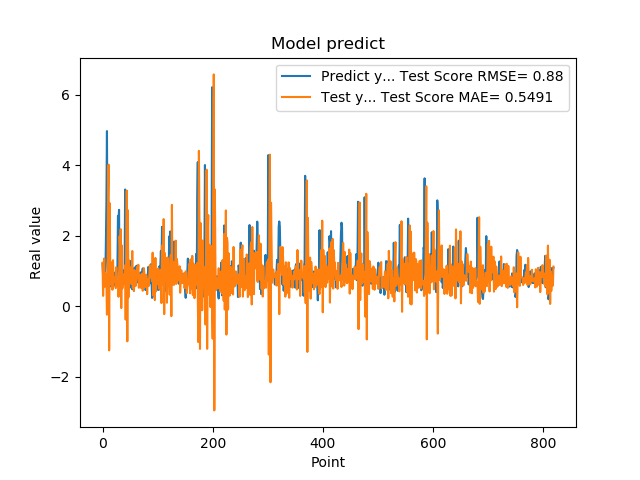 Model predict
Predict y... Test Score RMSE= 0.88
Test y... Test Score MAE= 0.5491
Real value
6
4
2
0
−2
0 200 400 600 800
Point